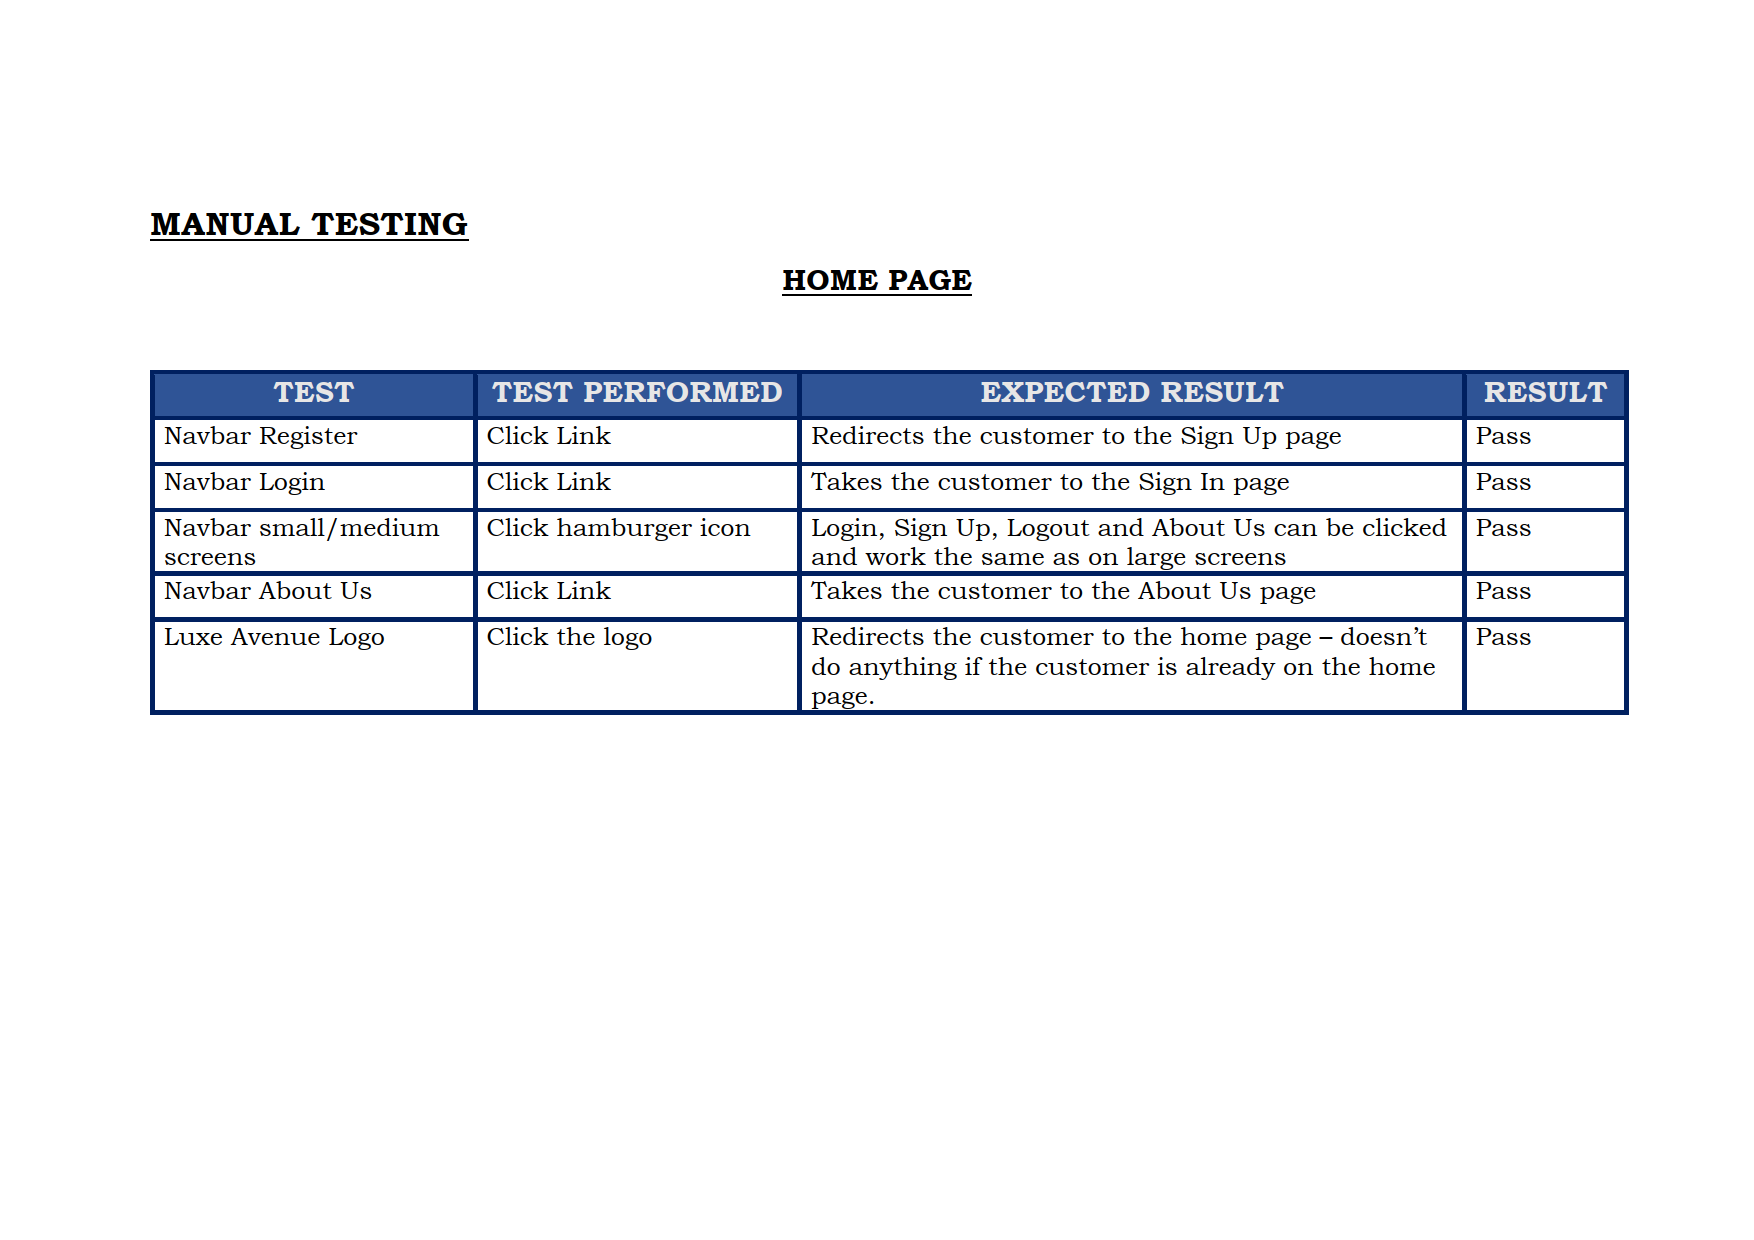 MANUAL TESTING
HOME PAGE
TEST TEST PERFORMED EXPECTED RESULT RESULT
Navbar Register Click Link Redirects the customer to the Sign Up page Pass
Navbar Login Click Link Takes the customer to the Sign In page Pass
Navbar small/medium Click hamburger icon Login, Sign Up, Logout and About Us can be clicked Pass
screens and work the same as on large screens
Navbar About Us Click Link Takes the customer to the About Us page Pass
Luxe Avenue Logo Click the logo Redirects the customer to the home page – doesn’t Pass
do anything if the customer is already on the home
page.